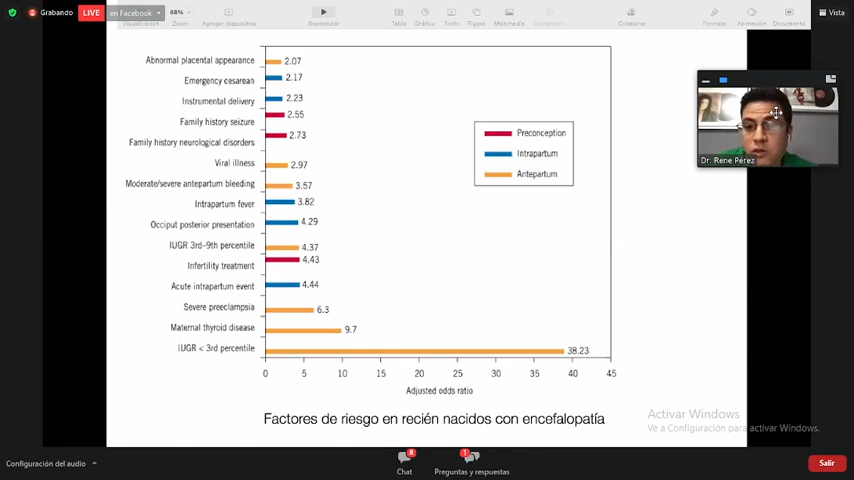 Grabando
LIVE
en Facebook
Vista
Visualización
88%
Zoom
Agregar diapositiva
Reproducir
Tabla
Gráfica
Texto
Figura
Multimedia
Comentario
Colaborar
Formato
Animación
Documento
Abnormal placental appearance 2.07
Emergency cesarean 2.17
Instrumental delivery 2.23
Family history seizure 2.55
Family history neurological disorders 2.73
Viral illness 2.97
Moderate/severe antepartum bleeding 3.57
Intrapartum fever 3.82
Occiput posterior presentation 4.29
IUGR 3rd-9th percentile 4.37
Infertility treatment 4.43
Acute intrapartum event 4.44
Severe preeclampsia 6.3
Maternal thyroid disease 9.7
IUGR < 3rd percentile 38.23
Preconception
Intrapartum
Antepartum
0 5 10 15 20 25 30 35 40 45
Adjusted odds ratio
Factores de riesgo en recién nacidos con encefalopatía
Dr. Rene Pérez
Activar Windows
Ve a Configuración para activar Windows.
Configuración del audio
8
Chat
1
Preguntas y respuestas
Salir